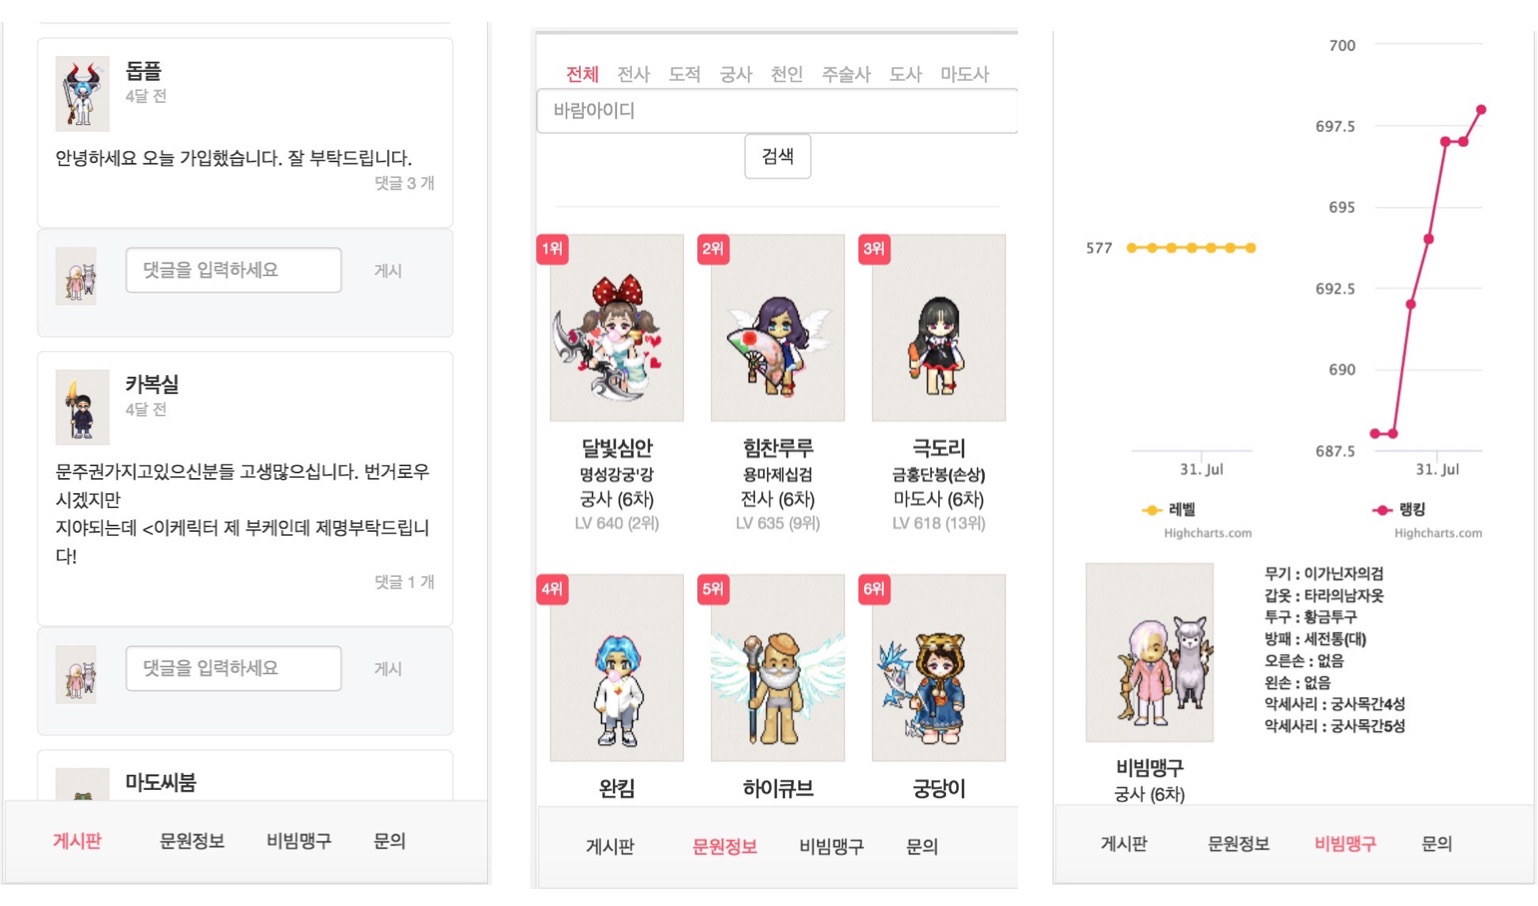 돕플
4달 전
안녕하세요 오늘 가입했습니다. 잘 부탁드립니다.
댓글 3 개
댓글을 입력하세요
게시
카복실
4달 전
문주권가지고있으신분들 고생많으십니다. 번거로우
시겠지만
지야되는데 <이케릭터 제 부케인데 제명부탁드립니
다!
댓글 1 개
댓글을 입력하세요
게시
마도씨붐
게시판 문원정보 비빔맹구 문의
전체 전사 도적 궁사 천인 주술사 도사 마도사
바람아이디
검색
1위 2위 3위
달빛심안 힘찬루루 극도리
명성강궁'강 용마제십검 금홍단봉(손상)
궁사 (6차) 전사 (6차) 마도사 (6차)
LV 640 (2위) LV 635 (9위) LV 618 (13위)
4위 5위 6위
완킴 하이큐브 궁당이
게시판 문원정보 비빔맹구 문의
700
697.5
695
577
692.5
690
687.5
31. Jul 31. Jul
레벨 랭킹
Highcharts.com Highcharts.com
무기 : 이가닌자의검
갑옷 : 타라의남자옷
투구 : 황금투구
방패 : 세전통(대)
오른손 : 없음
왼손 : 없음
악세사리 : 궁사목간4성
악세사리 : 궁사목간5성
비빔맹구
궁사 (6차)
게시판 문원정보 비빔맹구 문의